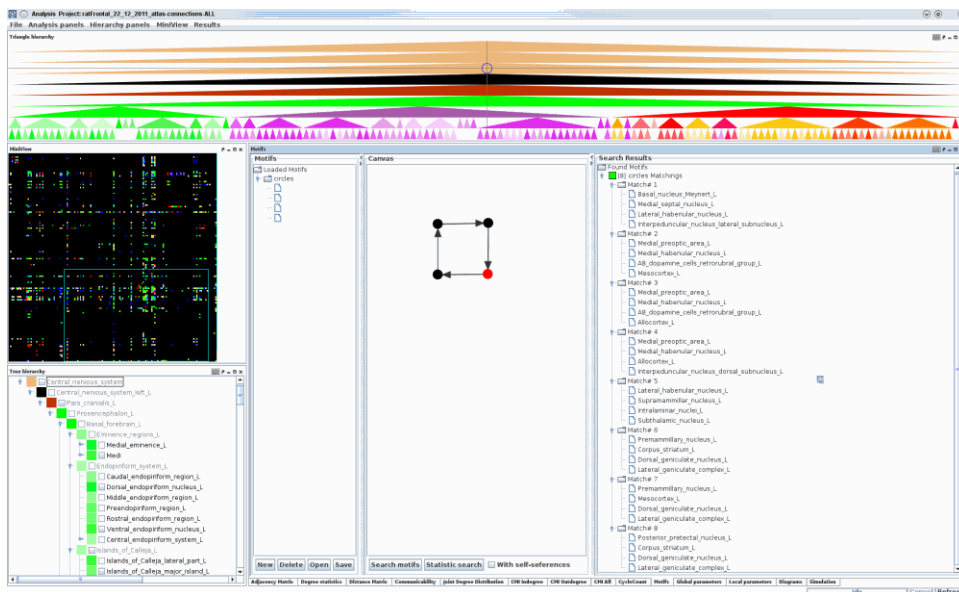 Analysis Project: ratFrontal_22_12_2011_atlas-connections-ALL
File Analysis panels Hierarchy panels MiniView Results
Triangle hierarchy
MiniView
Motifs
Motifs
Loaded Motifs
circles
Canvas
Search Results
Found Motifs
[8] circles Matchings
Match# 1
Basal_nucleus_Meynert_L
Medial_septal_nucleus_L
Lateral_habenular_nucleus_L
Interpeduncular_nucleus_lateral_subnucleus_L
Match# 2
Medial_preoptic_area_L
Medial_habenular_nucleus_L
A8_dopamine_cells_retrorubral_group_L
Mesocortex_L
Match# 3
Medial_preoptic_area_L
Medial_habenular_nucleus_L
A8_dopamine_cells_retrorubral_group_L
Allocortex_L
Match# 4
Medial_preoptic_area_L
Medial_habenular_nucleus_L
Allocortex_L
Interpeduncular_nucleus_dorsal_subnucleus_L
Match# 5
Lateral_habenular_nucleus_L
Supramammillar_nucleus_L
Intralaminar_nuclei_L
Subthalamic_nucleus_L
Match# 6
Premammillary_nucleus_L
Corpus_striatum_L
Dorsal_geniculate_nucleus_L
Lateral_geniculate_complex_L
Match# 7
Premammillary_nucleus_L
Mesocortex_L
Dorsal_geniculate_nucleus_L
Lateral_geniculate_complex_L
Match# 8
Posterior_pretectal_nucleus_L
Corpus_striatum_L
Dorsal_geniculate_nucleus_L
Lateral_geniculate_complex_L
Tree hierarchy
Central_nervous_system
Central_nervous_system_left_L
Pars_cranialis_L
Prosencephalon_L
Basal_forebrain_L
Eminence_regions_L
Medial_eminence_L
Medi
Endopiriform_system_L
Caudal_endopiriform_region_L
Dorsal_endopiriform_nucleus_L
Middle_endopiriform_region_L
Preendopiriform_region_L
Rostral_endopiriform_region_L
Ventral_endopiriform_nucleus_L
Central_endopiriform_system_L
Islands_of_Calleja_L
Islands_of_Calleja_lateral_part_L
Islands_of_Calleja_major_island_L
New Delete Open Save
Search motifs Statistic search With self-seferences
Adjacency Matrix Degree statistic Distance Matrix Communicability Joint Degree Distribution CMI Indegree CMI Outdegree CMI All CycleCount Motifs Global parameters Local parameters Diagrams Simulation
Idle